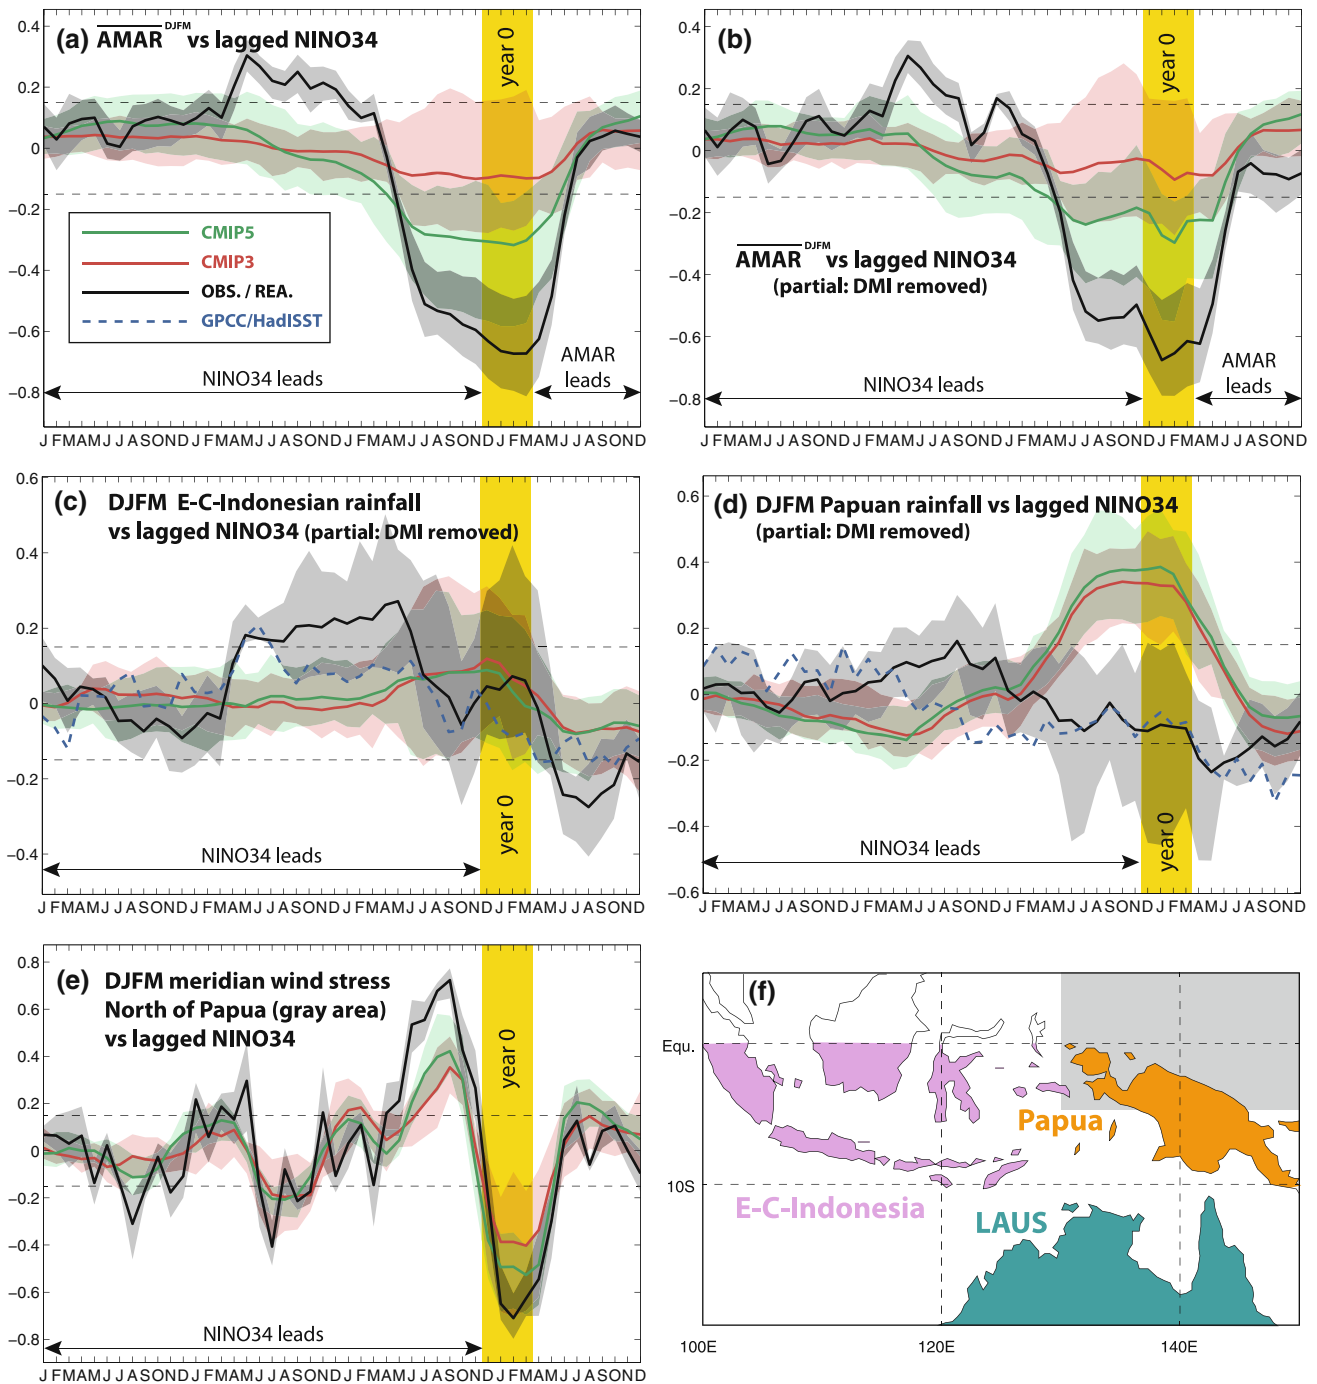 (a) AMAR DJFM vs lagged NINO34
year 0
CMIP5
CMIP3
OBS. / REA.
GPCC/HadISST
NINO34 leads
AMAR
leads
0.4
0.2
0
−0.2
−0.4
−0.6
−0.8
J FMAMJ J ASOND J FMAMJ J ASOND J FMAMJ J ASOND J FMAMJ J ASOND
(b)
year 0
AMAR DJFM vs lagged NINO34
(partial: DMI removed)
NINO34 leads
AMAR
leads
0.4
0.2
0
−0.2
−0.4
−0.6
−0.8
J FMAMJ J ASOND J FMAMJ J ASOND J FMAMJ J ASOND J FMAMJ J ASOND
(c) DJFM E-C-Indonesian rainfall
vs lagged NINO34 (partial: DMI removed)
year 0
NINO34 leads
0.6
0.4
0.2
0
−0.2
−0.4
J FMAMJ J ASOND J FMAMJ J ASOND J FMAMJ J ASOND J FMAMJ J ASOND
(d) DJFM Papuan rainfall vs lagged NINO34
(partial: DMI removed)
year 0
NINO34 leads
0.6
0.4
0.2
0
−0.2
−0.4
−0.6
J FMAMJ J ASOND J FMAMJ J ASOND J FMAMJ J ASOND J FMAMJ J ASOND
(e) DJFM meridian wind stress
North of Papua (gray area)
vs lagged NINO34
year 0
NINO34 leads
0.8
0.6
0.4
0.2
0
−0.2
−0.4
−0.6
−0.8
J FMAMJ J ASOND J FMAMJ J ASOND J FMAMJ J ASOND J FMAMJ J ASOND
(f)
Equ.
Papua
10S
E-C-Indonesia
LAUS
100E 120E 140E